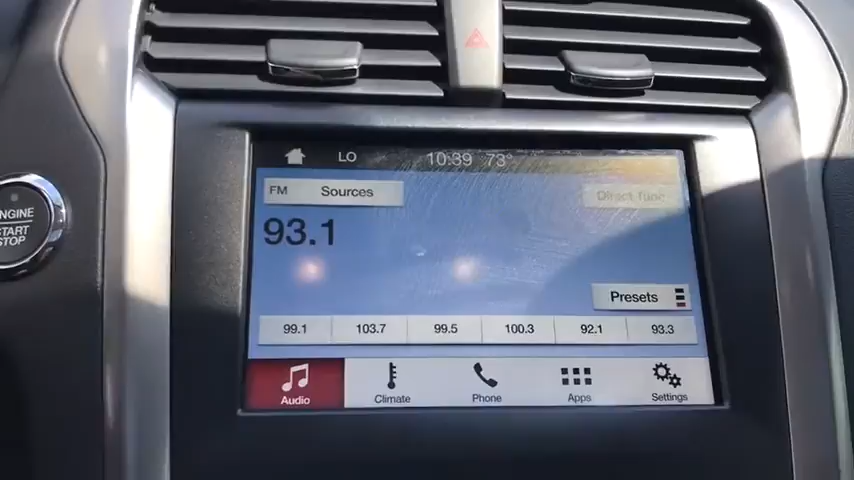 LO 10:39 73°
FM Sources Direct Tune
93.1
ENGINE
START
STOP
Presets
99.1 103.7 99.5 100.3 92.1 93.3
Audio Climate Phone Apps Settings